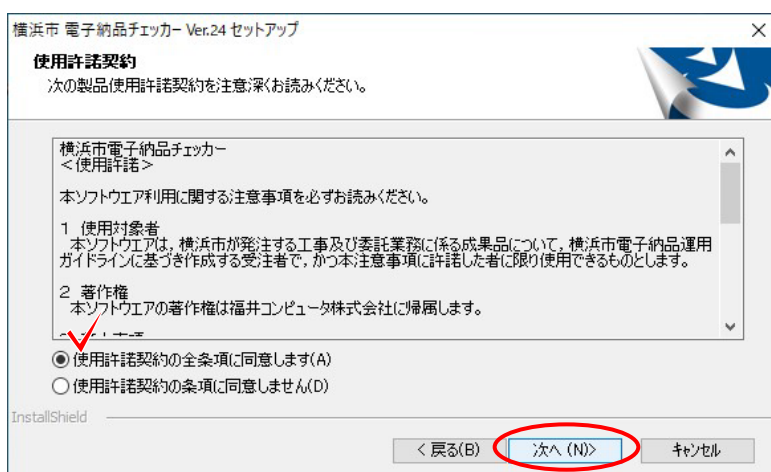 横浜市 電子納品チェッカー Ver.24 セットアップ
使用許諾契約
次の製品使用許諾契約を注意深くお読みください。
横浜市電子納品チェッカー
＜使用許諾＞
本ソフトウエア利用に関する注意事項を必ずお読みください。
1 使用対象者
本ソフトウエアは，横浜市が発注する工事及び委託業務に係る成果品について，横浜市電子納品運用
ガイドラインに基づき作成する受注者で，かつ本注意事項に許諾した者に限り使用できるものとします。
2 著作権
本ソフトウエアの著作権は福井コンピュータ株式会社に帰属します。
使用許諾契約の全条項に同意します(A)
使用許諾契約の条項に同意しません(D)
InstallShield
< 戻る(B)
次へ (N)>
キャンセル